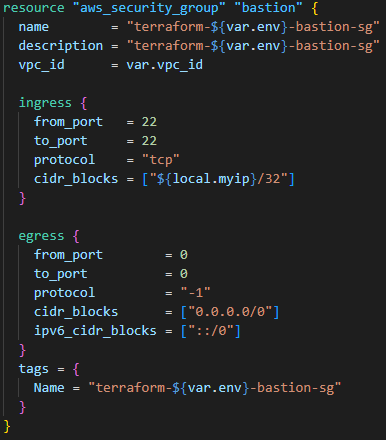 resource "aws_security_group" "bastion" {
  name        = "terraform-${var.env}-bastion-sg"
  description = "terraform-${var.env}-bastion-sg"
  vpc_id      = var.vpc_id

  ingress {
    from_port   = 22
    to_port     = 22
    protocol    = "tcp"
    cidr_blocks = ["${local.myip}/32"]
  }

  egress {
    from_port        = 0
    to_port          = 0
    protocol         = "-1"
    cidr_blocks      = ["0.0.0.0/0"]
    ipv6_cidr_blocks = ["::/0"]
  }
  tags = {
    Name = "terraform-${var.env}-bastion-sg"
  }
}